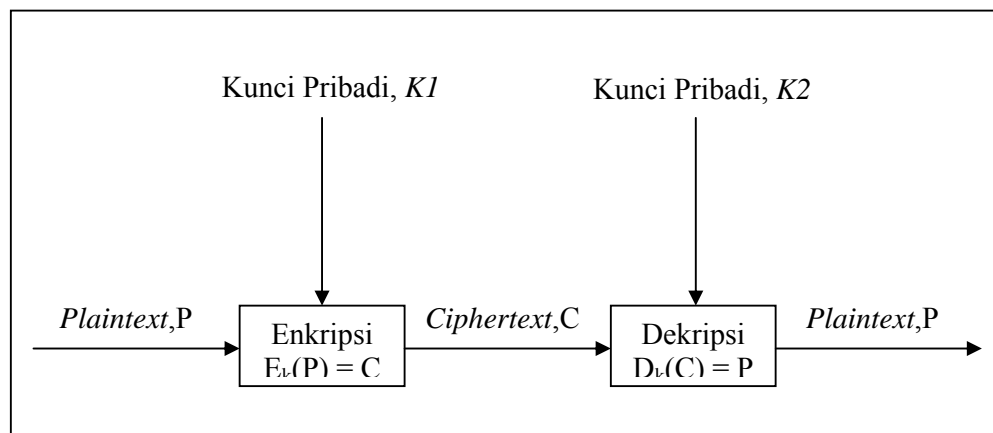 Kunci Pribadi, K1
Kunci Pribadi, K2
Plaintext,P
Enkripsi
Ek(P) = C
Ciphertext,C
Dekripsi
Dk(C) = P
Plaintext,P